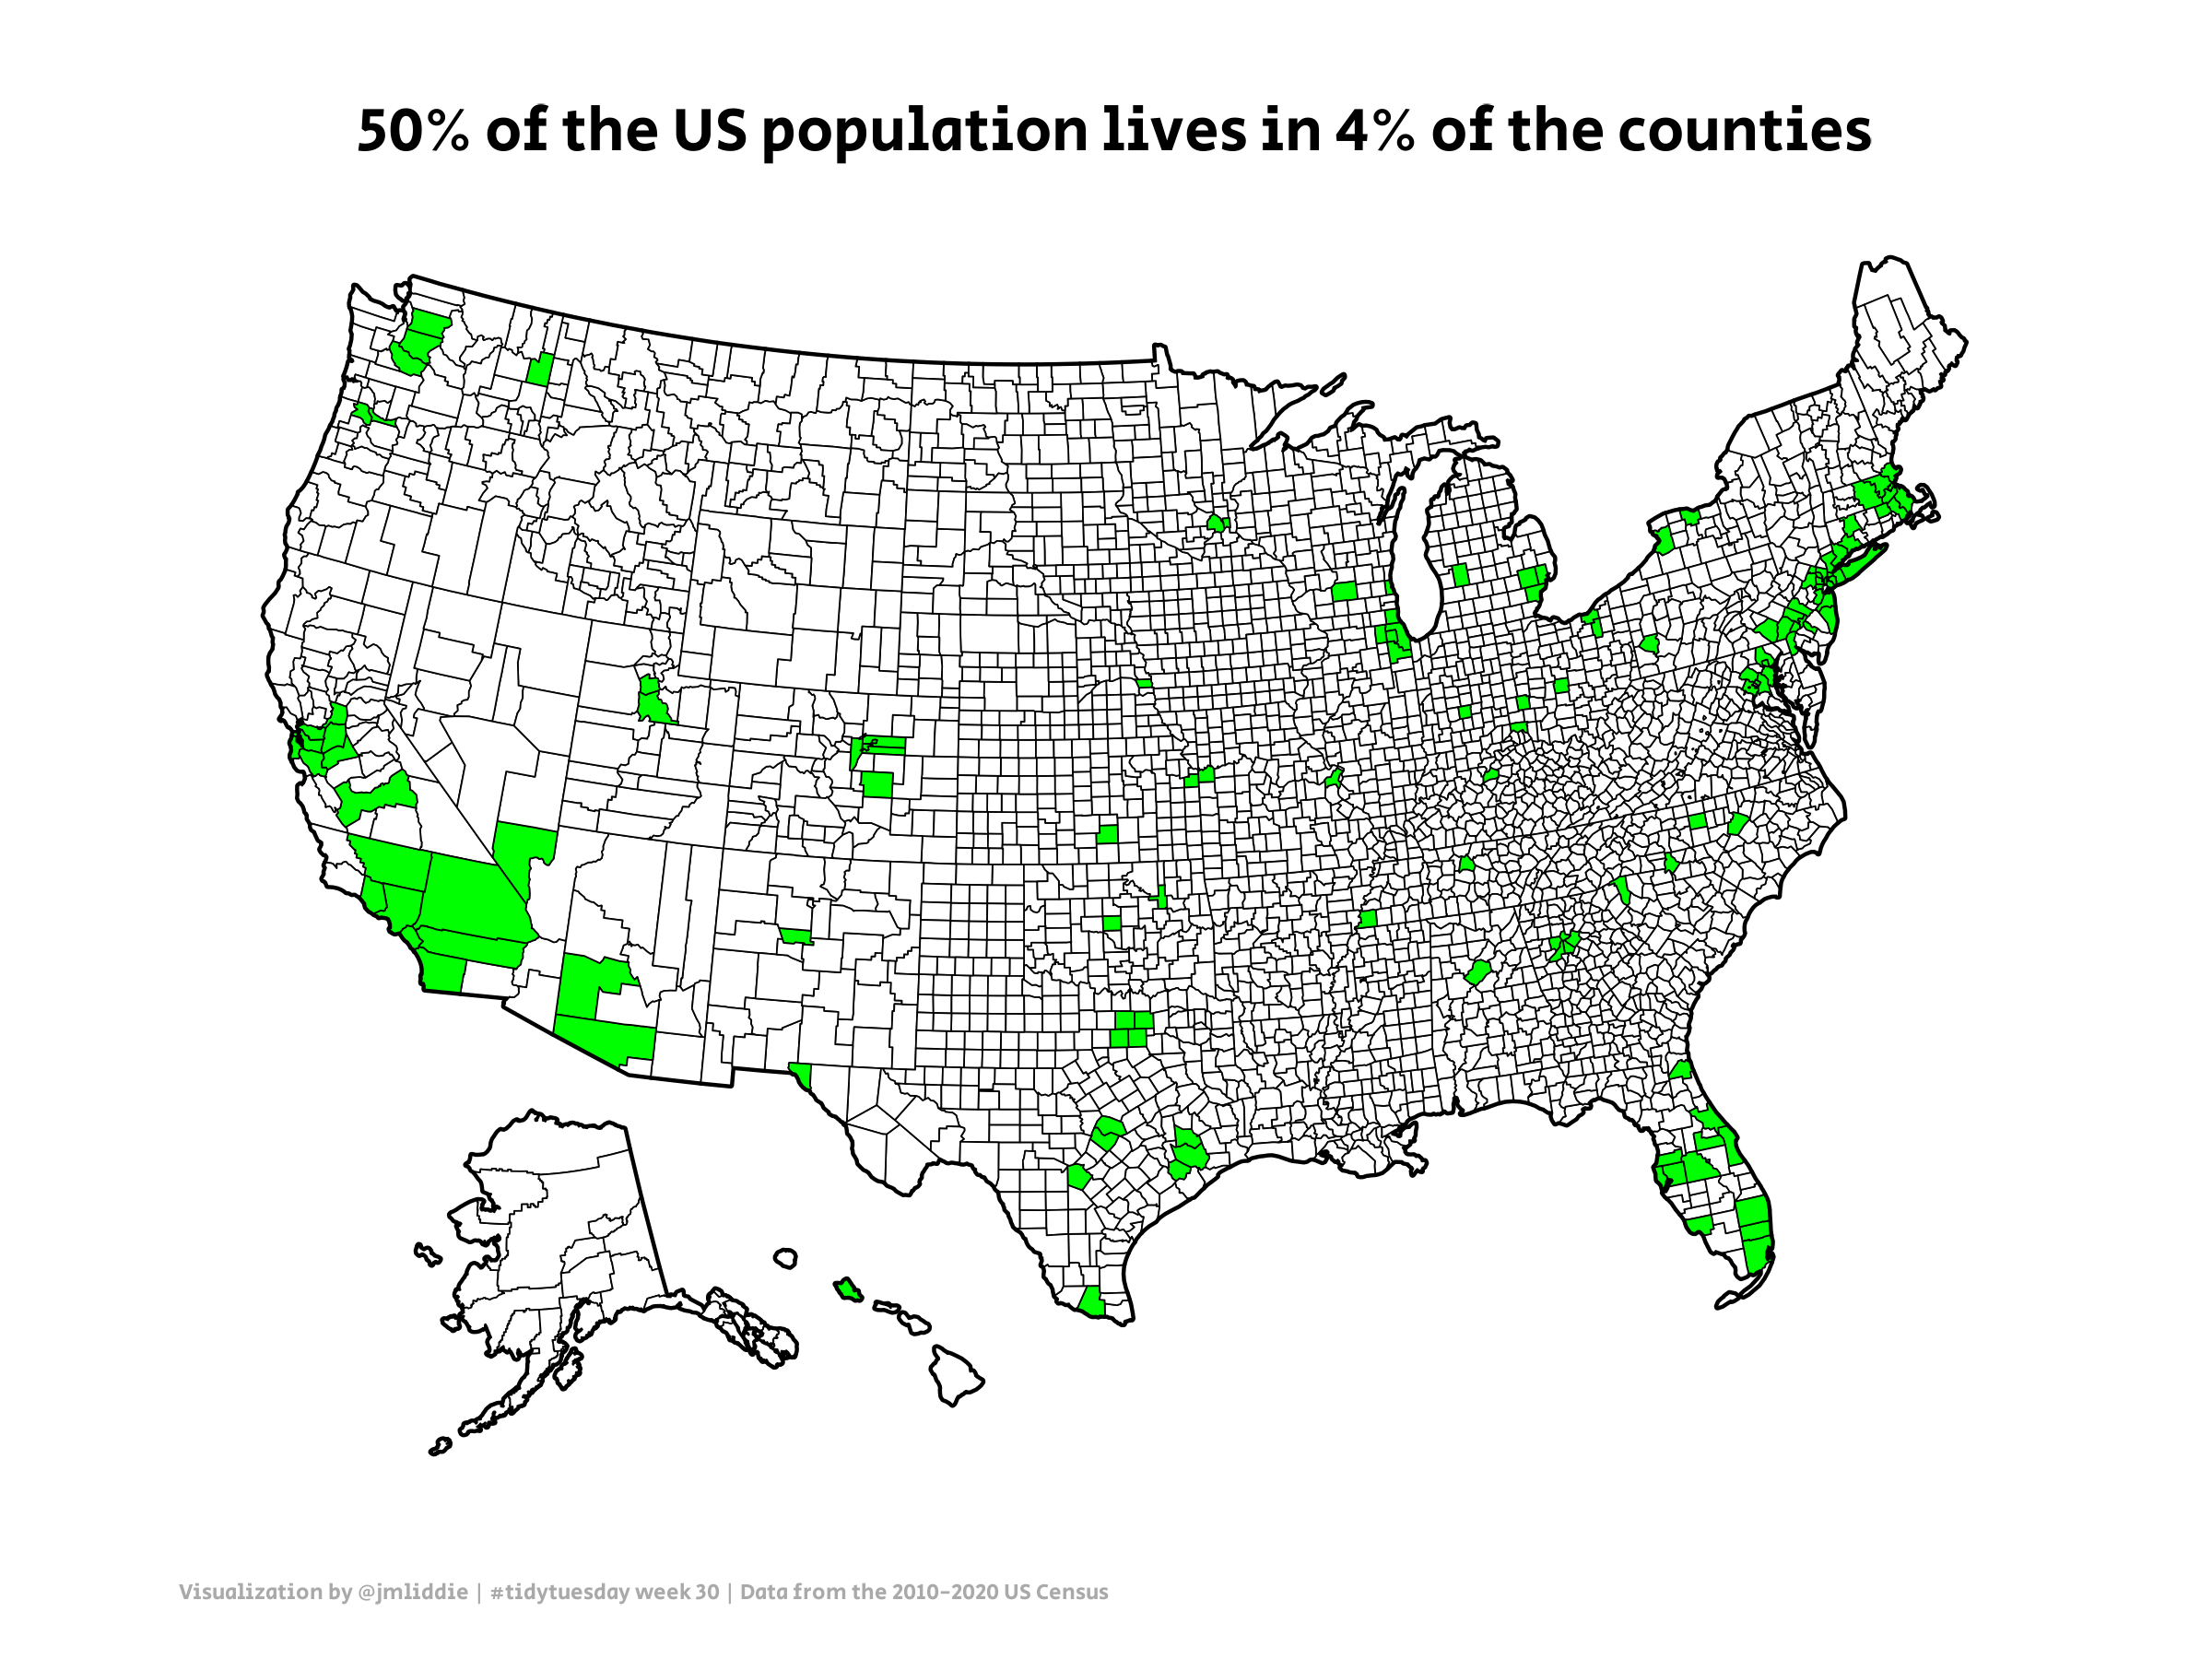 50% of the US population lives in 4% of the counties
Visualization by @jmliddie | #tidytuesday week 30 | Data from the 2010-2020 US Census